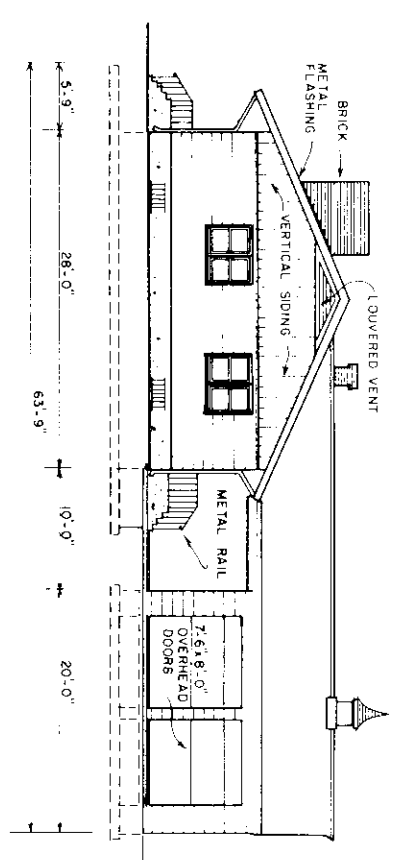 BRICK
METAL
FLASHING
LOUVERED VENT
VERTICAL SIDING
METAL RAIL
7'-6" x 8'-0"
OVERHEAD
DOORS
5'-9"
28'-0"
10'-0"
20'-0"
63'-9"